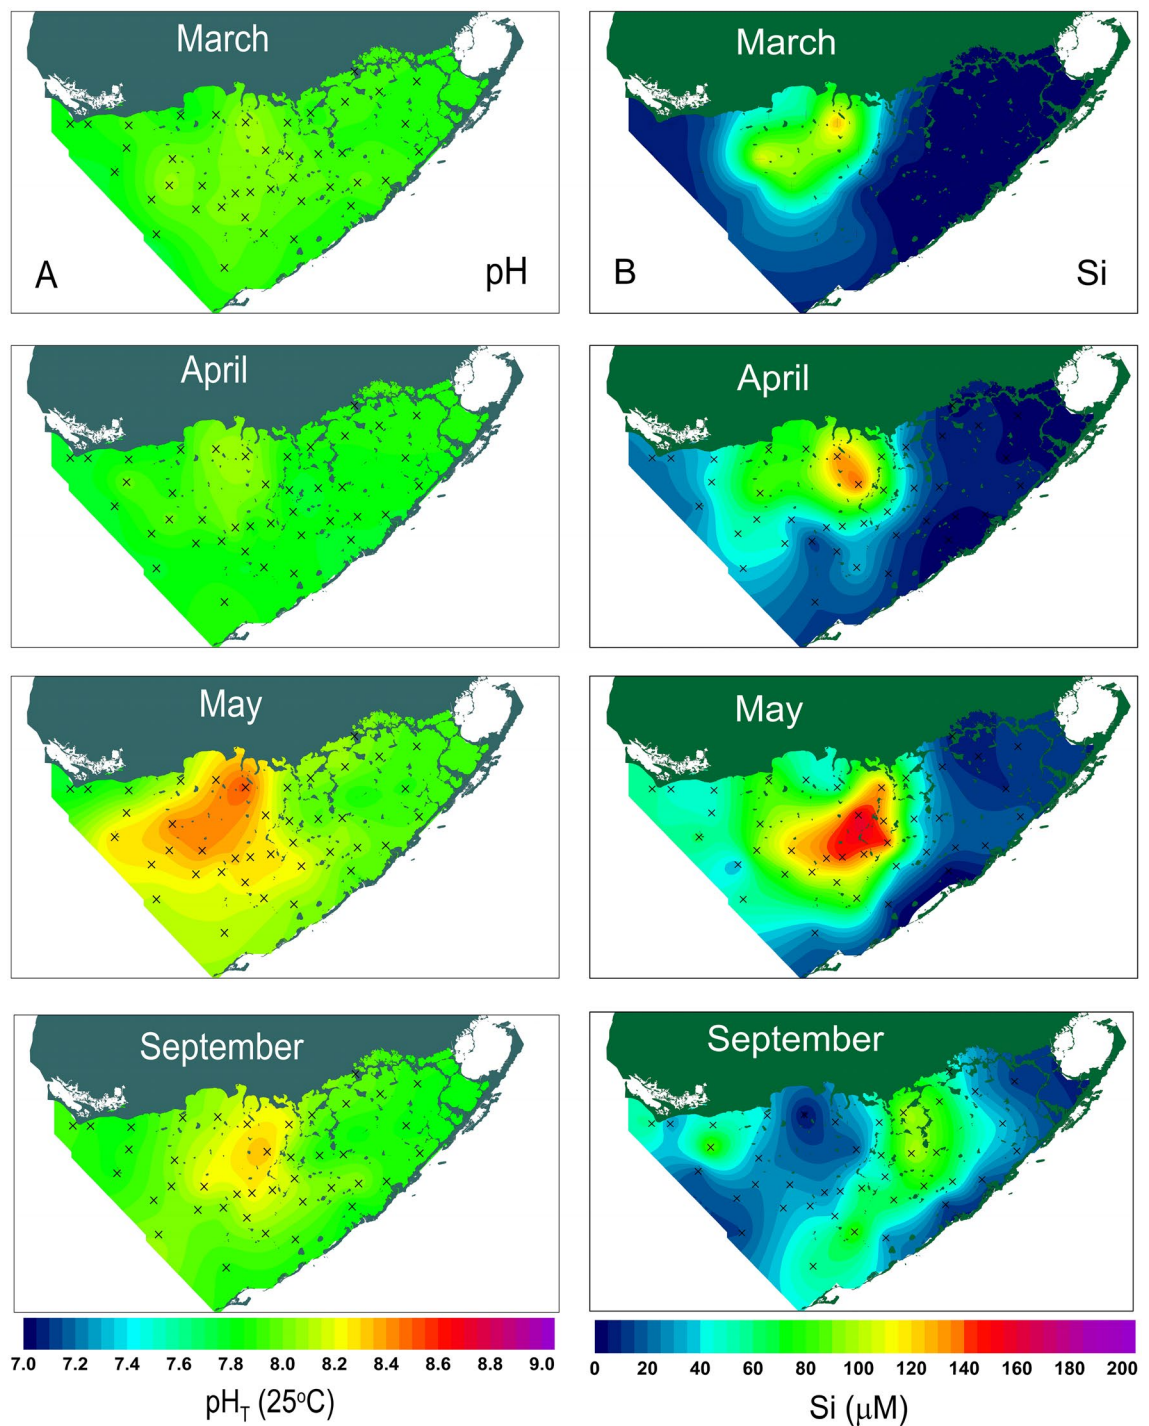 March
March
A
pH
B
Si
April
April
May
May
September
September
7.0 7.2 7.4 7.6 7.8 8.0 8.2 8.4 8.6 8.8 9.0
0 20 40 60 80 100 120 140 160 180 200
pHT (25oC)
Si (μM)